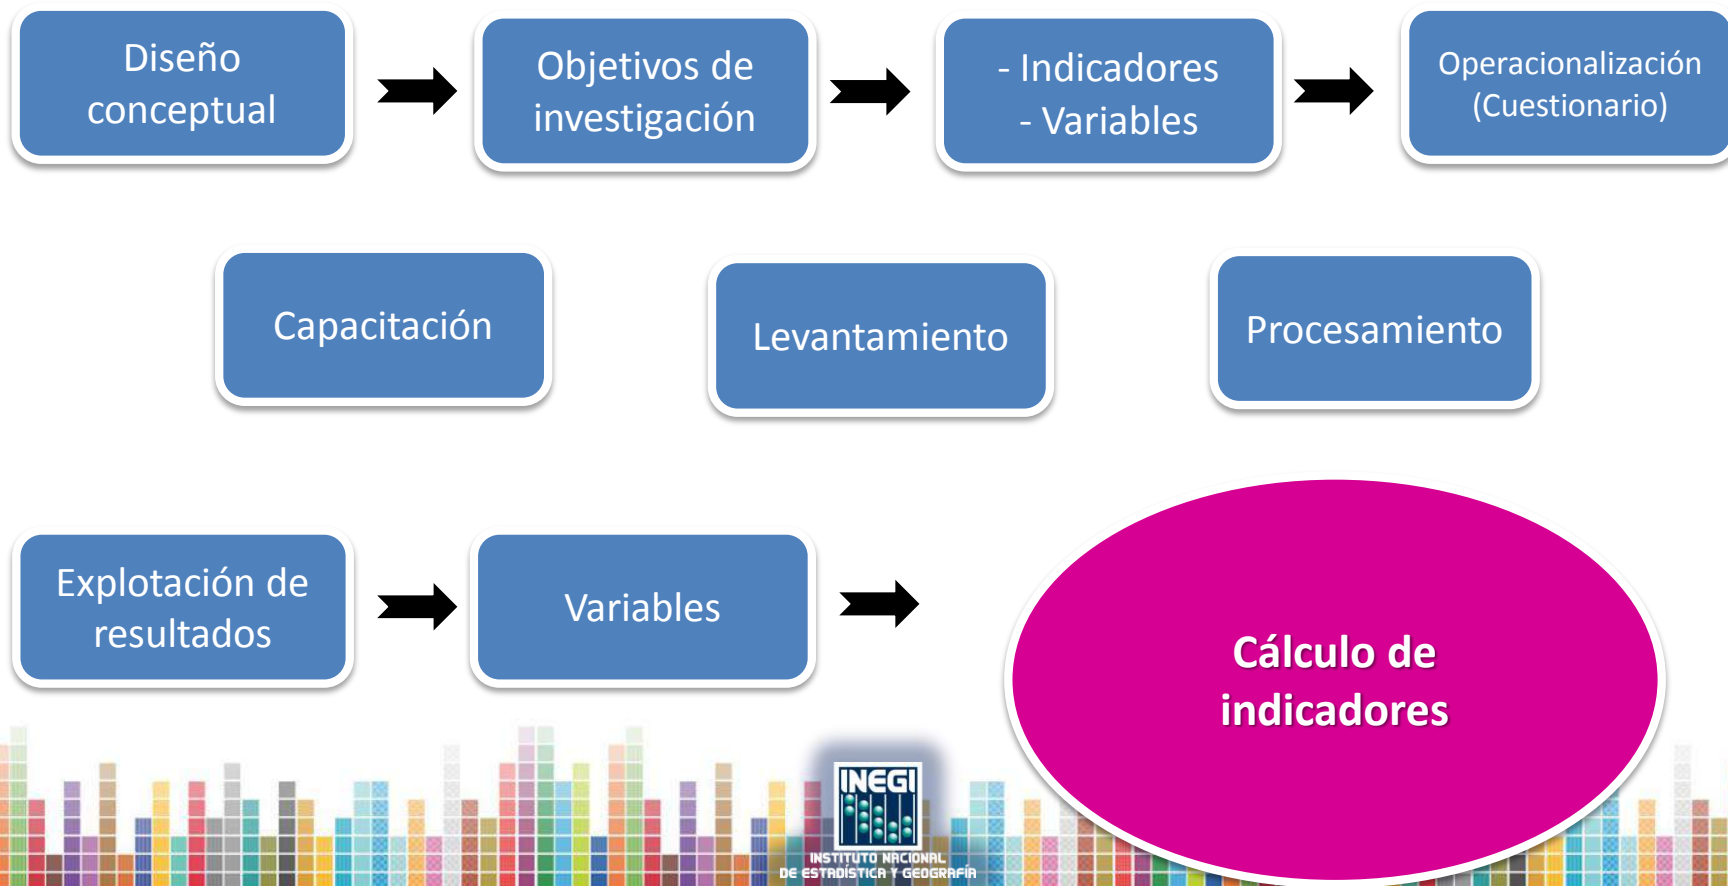 Diseño
conceptual
Objetivos de
investigación
- Indicadores
- Variables
Operacionalización
(Cuestionario)
Capacitación
Levantamiento
Procesamiento
Explotación de
resultados
Variables
Cálculo de
indicadores
INEGI
INSTITUTO NACIONAL
DE ESTADÍSTICA Y GEOGRAFÍA